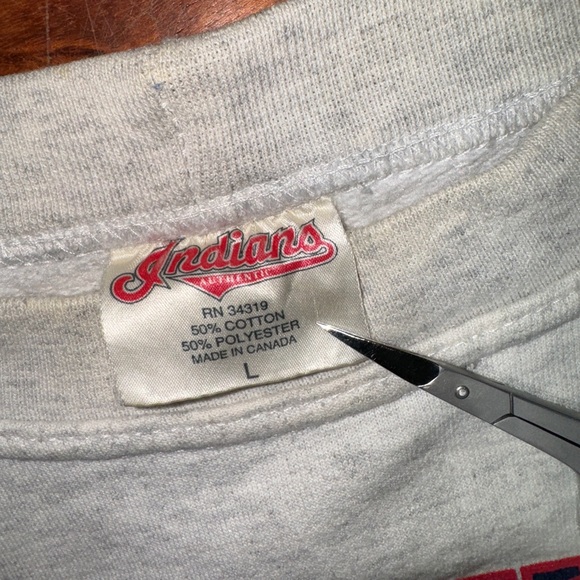 Indians
AUTHENTIC
RN 34319
50% COTTON
50% POLYESTER
MADE IN CANADA
L